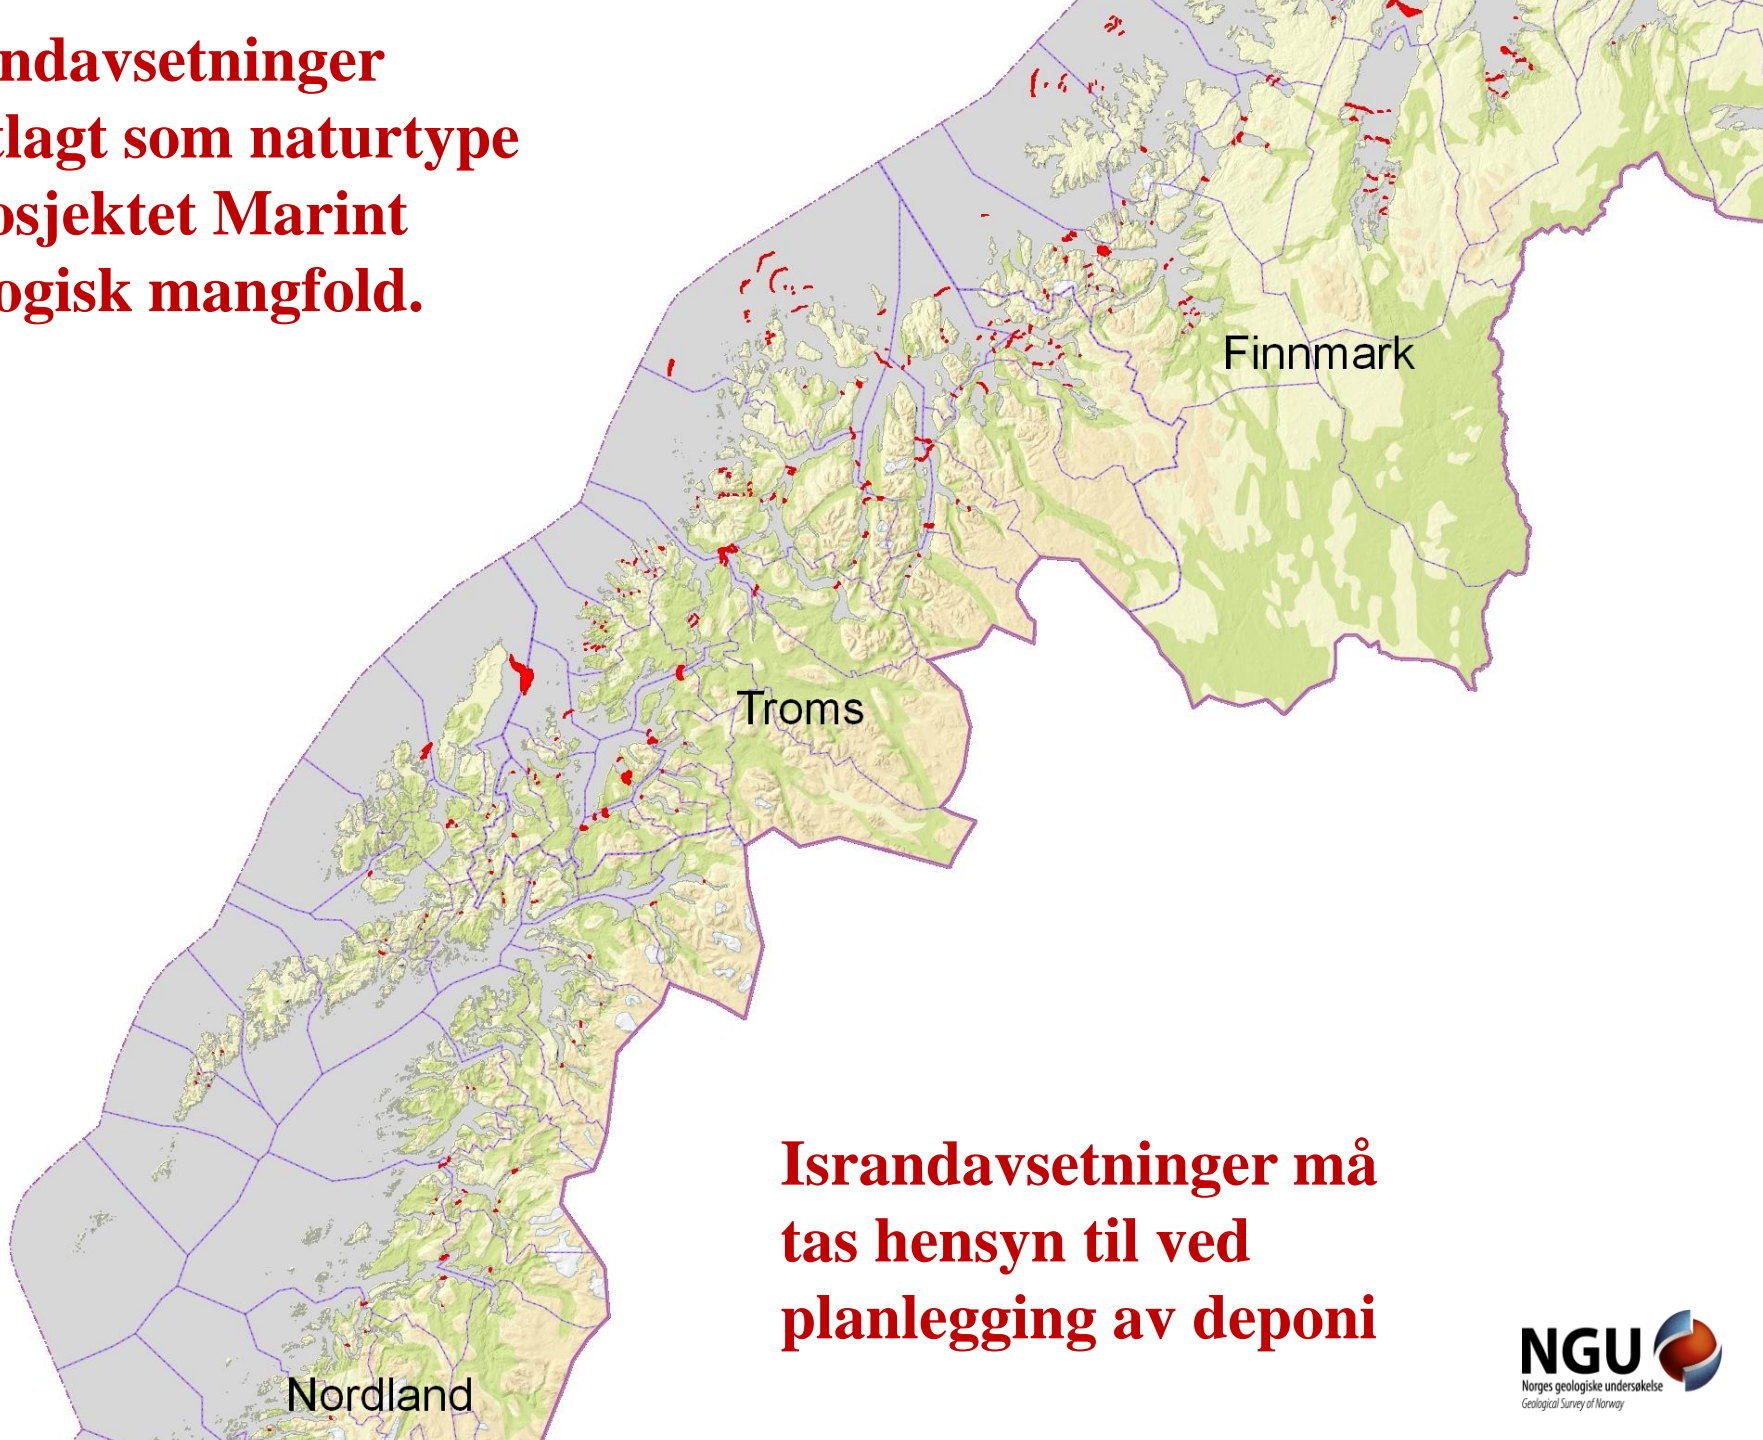 ndavsetninger
tlagt som naturtype
osjektet Marint
ogisk mangfold.
Finnmark
Troms
Nordland
Israndavsetninger må
tas hensyn til ved
planlegging av deponi
NGU
Norges geologiske undersøkelse
Geological Survey of Norway